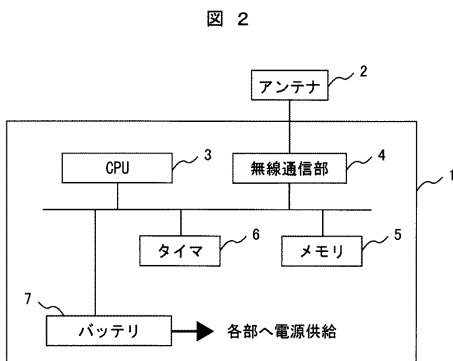 図 2
アンテナ 2
CPU 3
無線通信部 4
1
タイマ 6
メモリ 5
7
バッテリ 各部へ電源供給